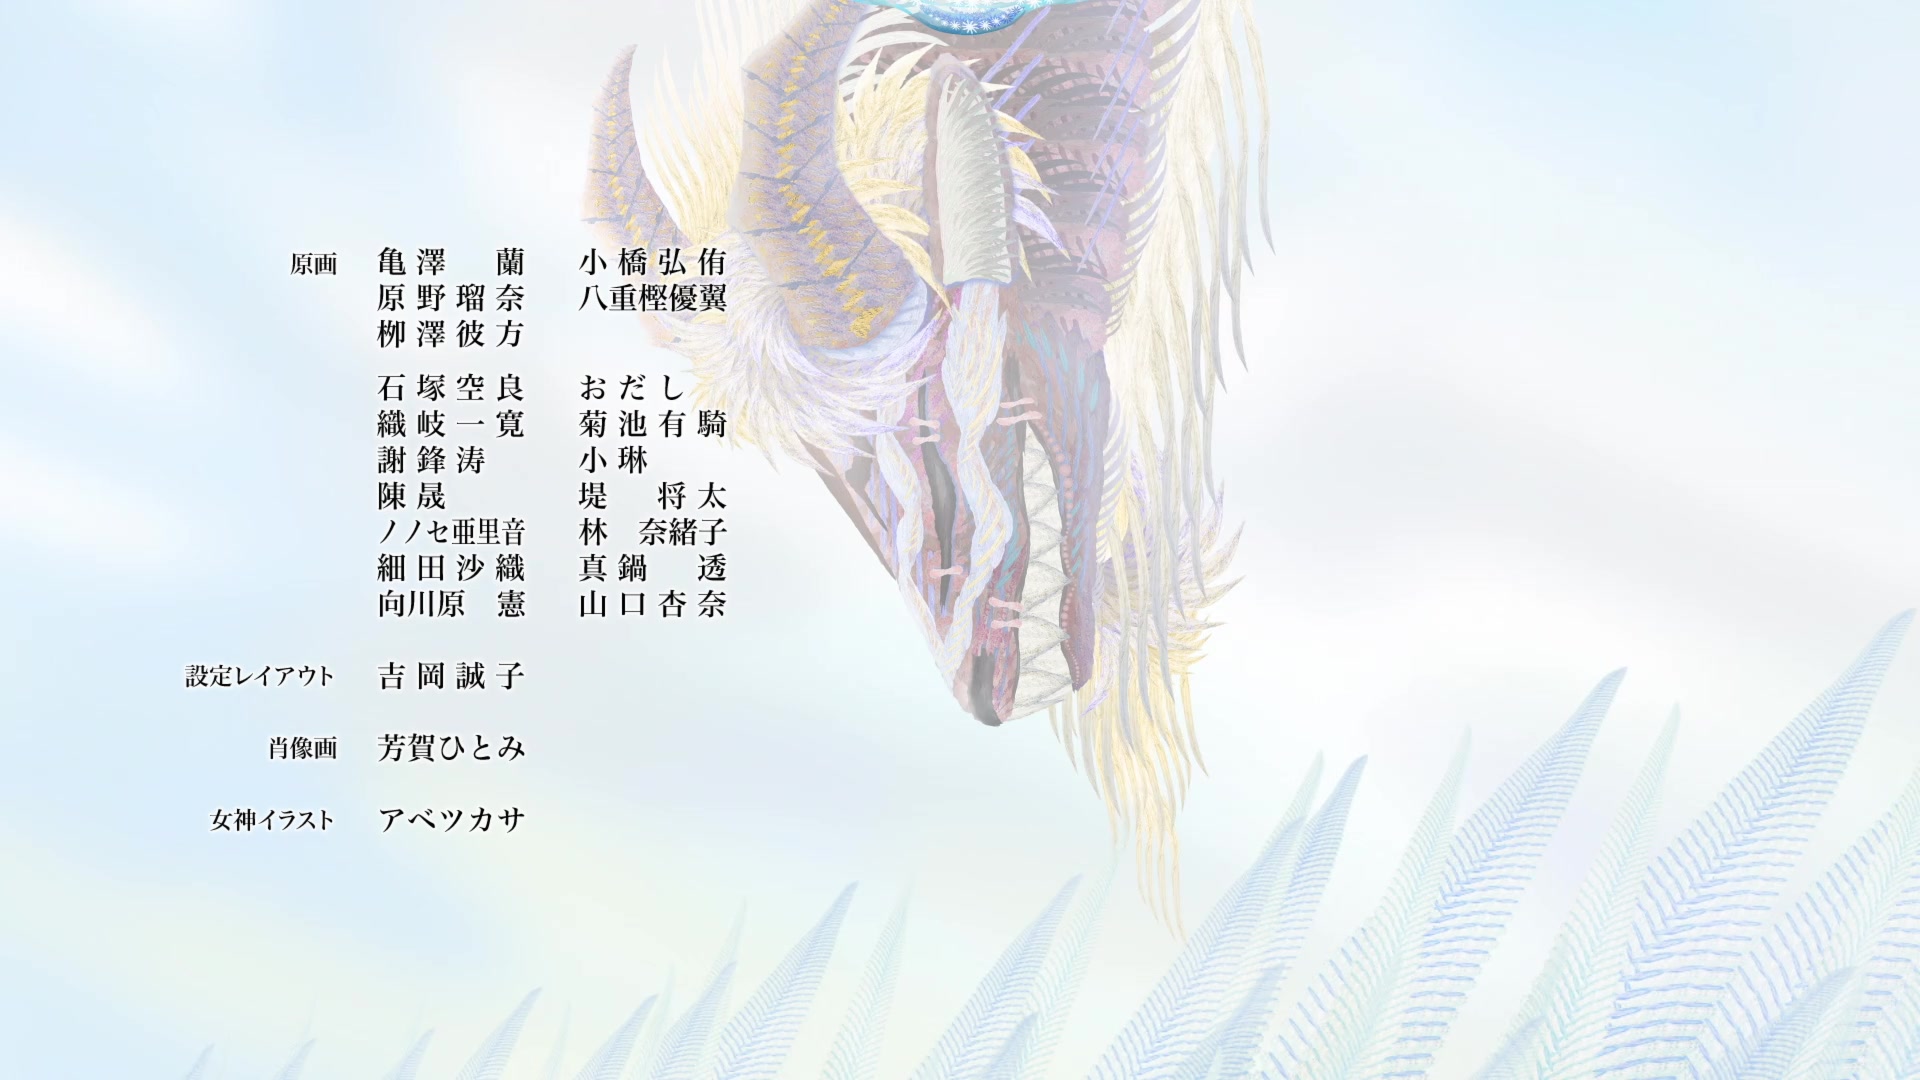 原画 亀澤 蘭 小橋弘侑
原野瑠奈 八重樫優翼
栁澤彼方
石塚空良 おだし
織岐一寛 菊池有騎
謝鋒涛 小琳
陳晟 堤 将太
ノノセ亜里音 林 奈緒子
細田沙織 真鍋 透
向川原 憲 山口杏奈
設定レイアウト 吉岡誠子
肖像画 芳賀ひとみ
女神イラスト アベツカサ